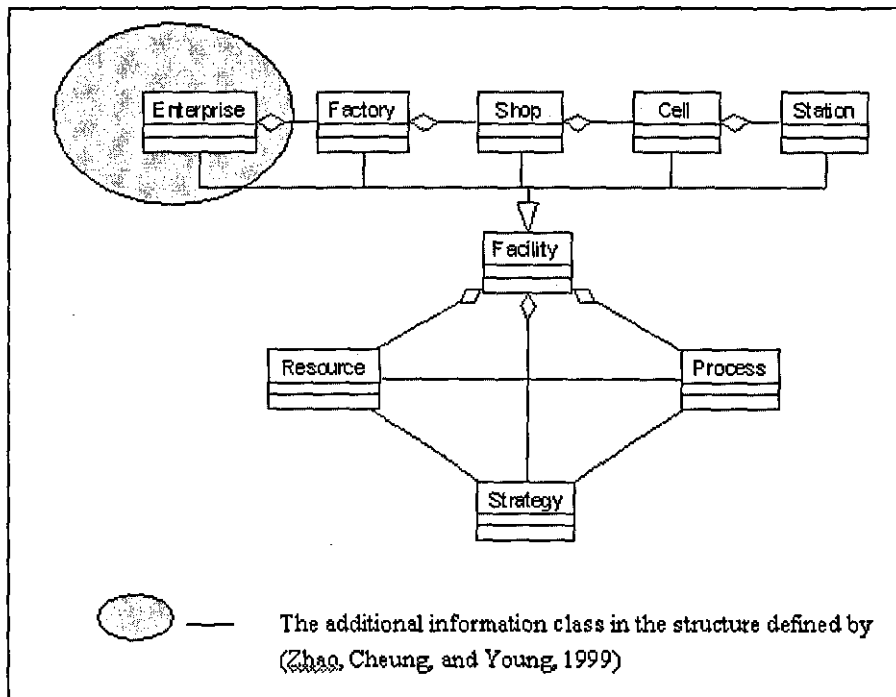 Enterprise Factory Shop Cell Station
Facility
Resource Process
Strategy
The additional information class in the structure defined by
(Zhao, Cheung, and Young, 1999)